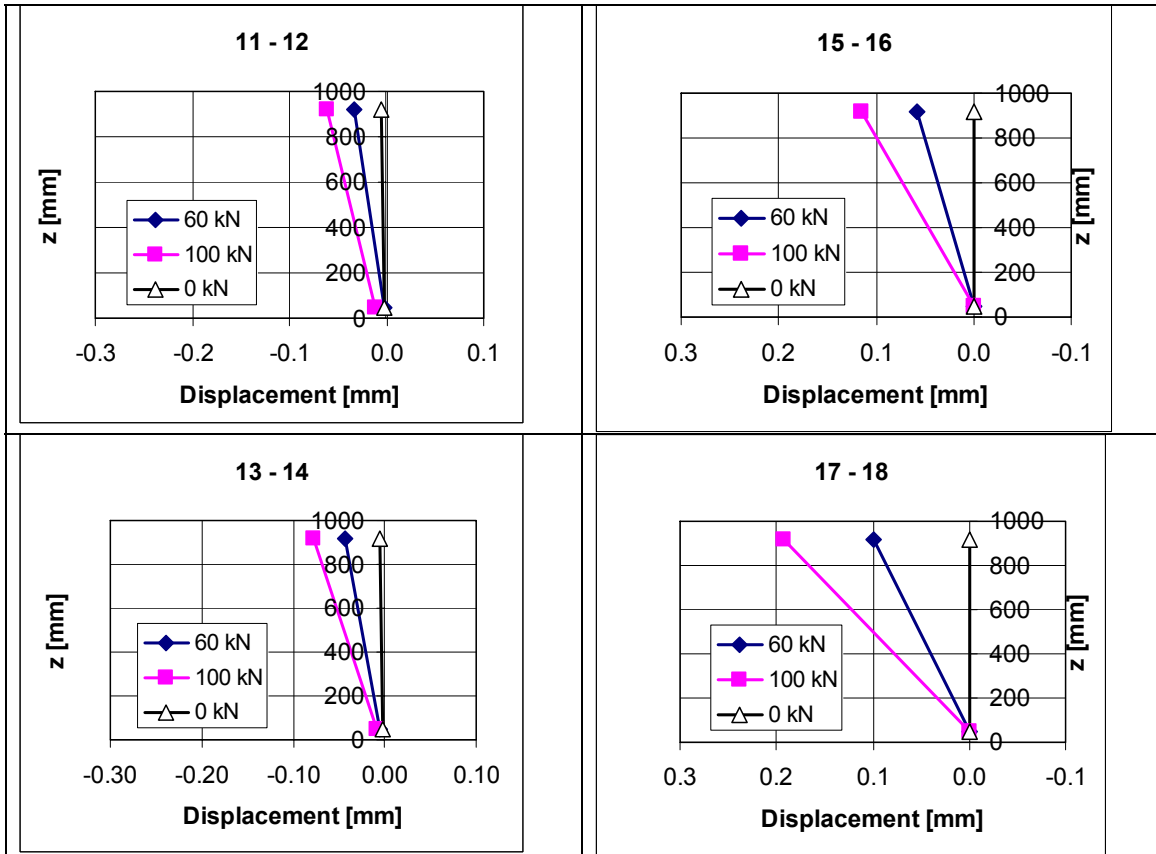 11 - 12
1000
800
600
400
200
0
z [mm]
60 kN
100 kN
0 kN
-0.3 -0.2 -0.1 0.0 0.1
Displacement [mm]
15 - 16
1000
800
600
400
200
0
z [mm]
60 kN
100 kN
0 kN
0.3 0.2 0.1 0.0 -0.1
Displacement [mm]
13 - 14
1000
800
600
400
200
0
z [mm]
60 kN
100 kN
0 kN
-0.30 -0.20 -0.10 0.00 0.10
Displacement [mm]
17 - 18
1000
800
600
400
200
0
z [mm]
60 kN
100 kN
0 kN
0.3 0.2 0.1 0.0 -0.1
Displacement [mm]